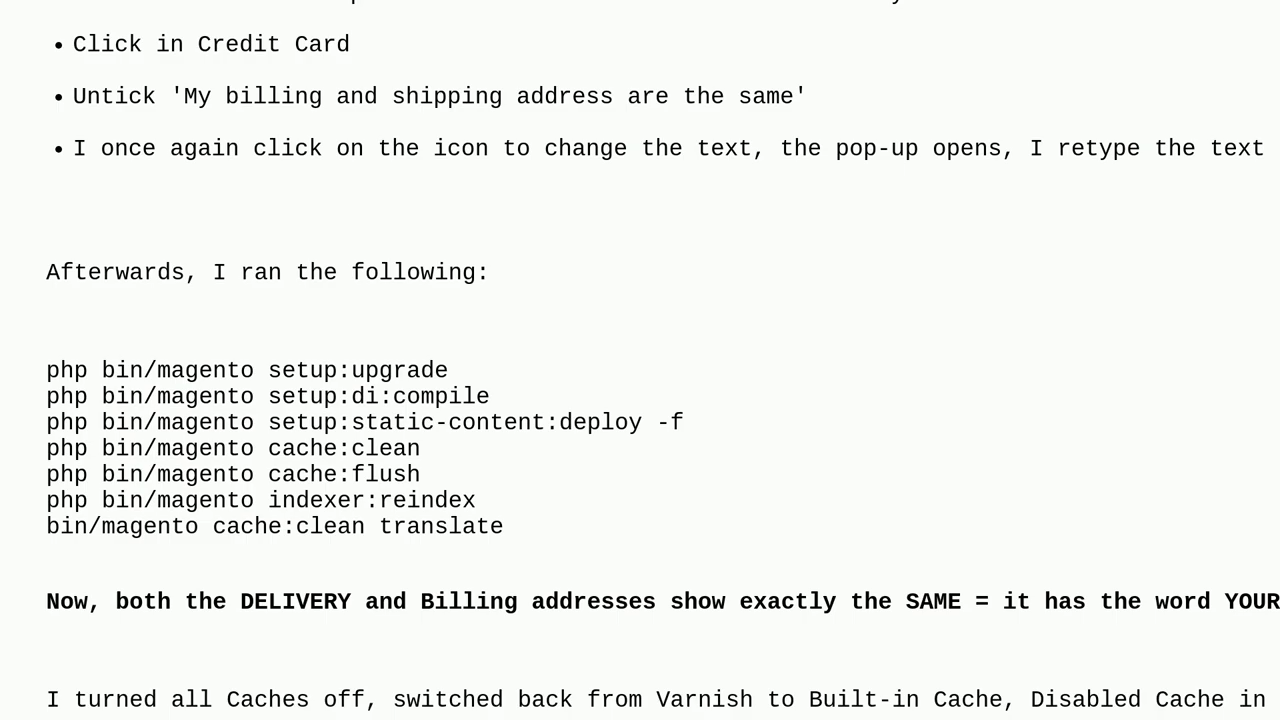 • Click in Credit Card
• Untick 'My billing and shipping address are the same'
• I once again click on the icon to change the text, the pop-up opens, I retype the text
Afterwards, I ran the following:
php bin/magento setup:upgrade
php bin/magento setup:di:compile
php bin/magento setup:static-content:deploy -f
php bin/magento cache:clean
php bin/magento cache:flush
php bin/magento indexer:reindex
bin/magento cache:clean translate
Now, both the DELIVERY and Billing addresses show exactly the SAME = it has the word YOUR
I turned all Caches off, switched back from Varnish to Built-in Cache, Disabled Cache in